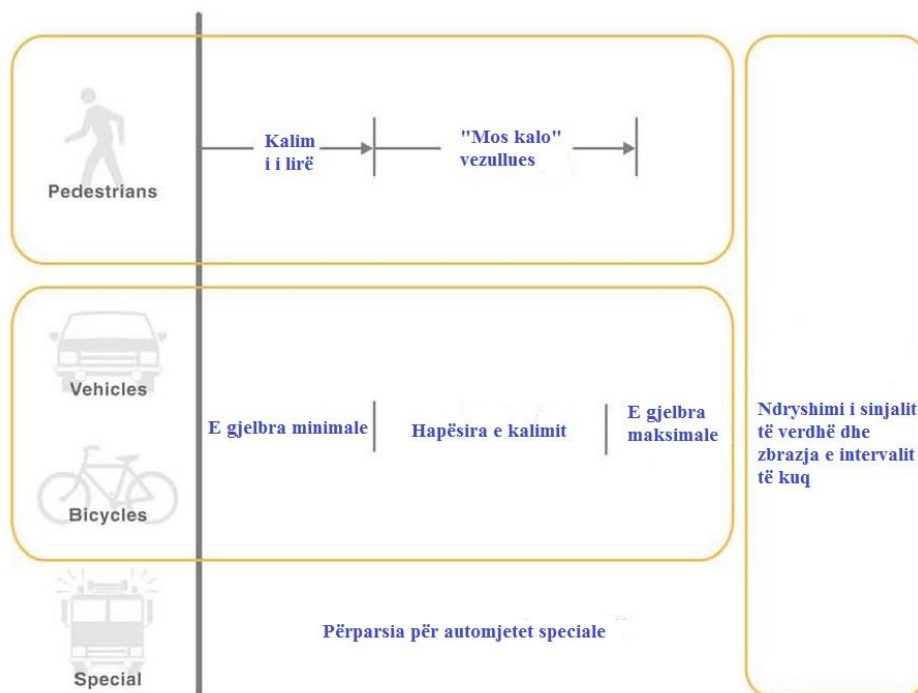 Pedestrians
Kalim
i i lirë
"Mos kalo"
vezullues
Vehicles
Bicycles
E gjelbra minimale
Hapësira e kalimit
E gjelbra
maksimale
Ndryshimi i sinjalit
të verdhë dhe
zbrazja e intervalit
të kuq
Special
Përparsia për automjetet speciale